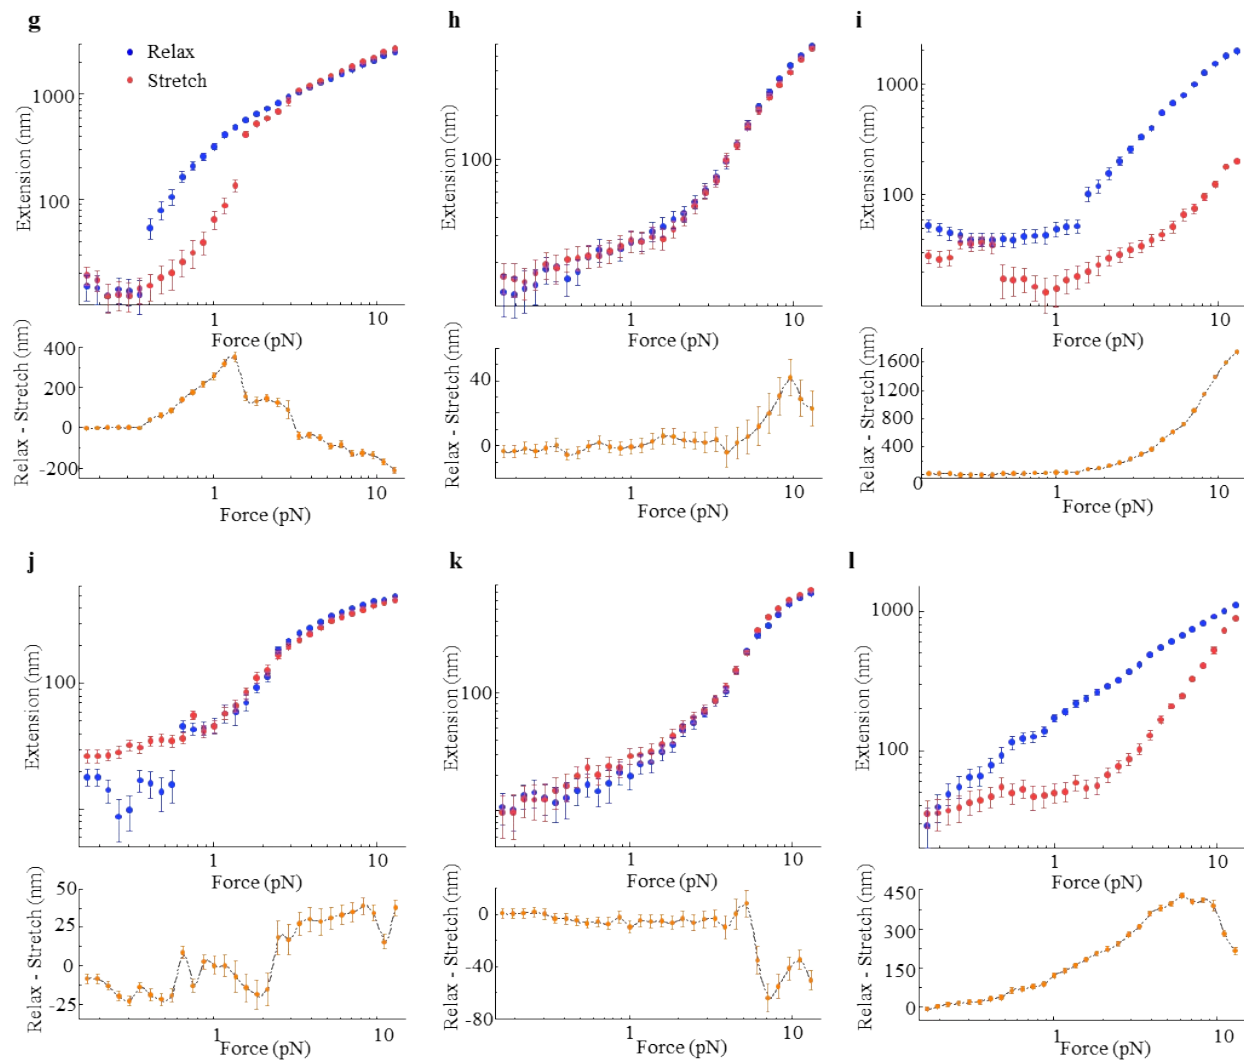 g
Relax
Stretch
1000
100
Extension (nm)
1
10
Force (pN)
400
200
0
-200
Relax - Stretch (nm)
1
10
Force (pN)
h
100
Extension (nm)
1
10
Force (pN)
40
0
Relax - Stretch (nm)
1
10
Force (pN)
i
1000
100
Extension (nm)
1
10
Force (pN)
1600
1200
800
400
0
Relax - Stretch (nm)
1
10
Force (pN)
j
100
Extension (nm)
1
10
Force (pN)
50
25
0
-25
Relax - Stretch (nm)
1
10
Force (pN)
k
100
Extension (nm)
1
10
Force (pN)
0
-40
-80
Relax - Stretch (nm)
1
10
Force (pN)
l
1000
100
Extension (nm)
1
10
Force (pN)
450
300
150
0
Relax - Stretch (nm)
1
10
Force (pN)